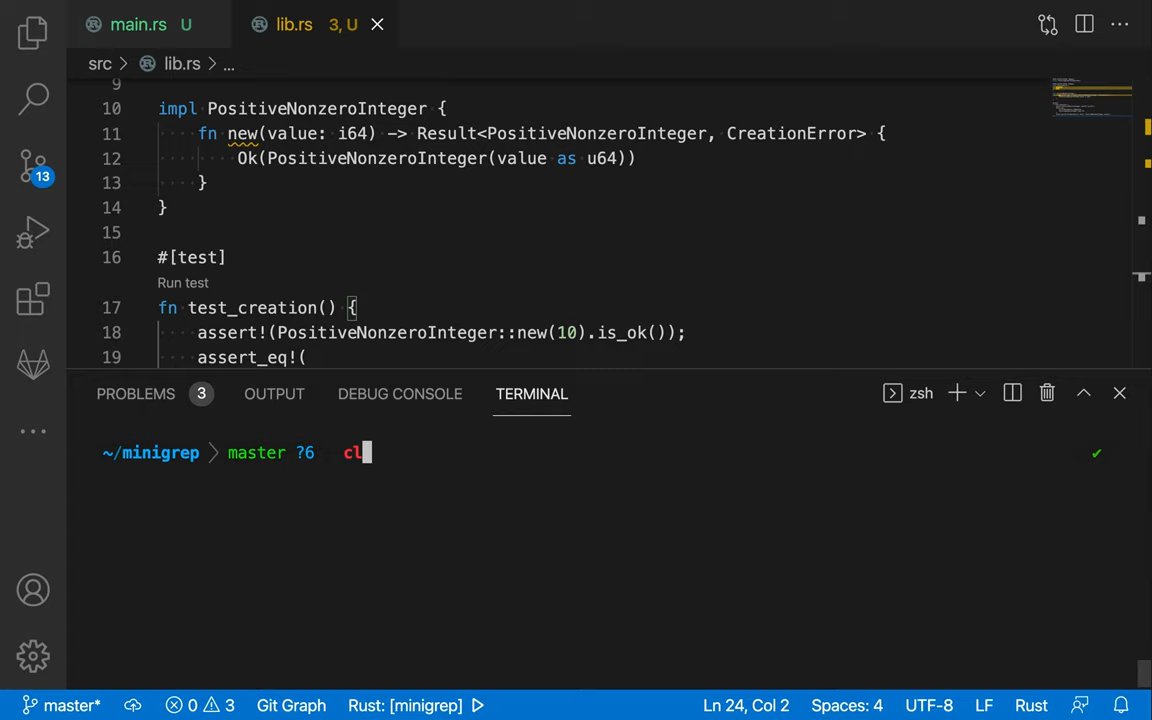 main.rs U
lib.rs 3, U
src > lib.rs > ...
9
10 impl PositiveNonzeroInteger {
11 fn new(value: i64) -> Result<PositiveNonzeroInteger, CreationError> {
12 Ok(PositiveNonzeroInteger(value as u64))
13 }
14 }
15
16 #[test]
Run test
17 fn test_creation() {
18 assert!(PositiveNonzeroInteger::new(10).is_ok());
19 assert_eq!(
13
PROBLEMS 3 OUTPUT DEBUG CONSOLE TERMINAL zsh
~/minigrep > master ?6 cl
master* 0 3 Git Graph Rust: [minigrep] Ln 24, Col 2 Spaces: 4 UTF-8 LF Rust